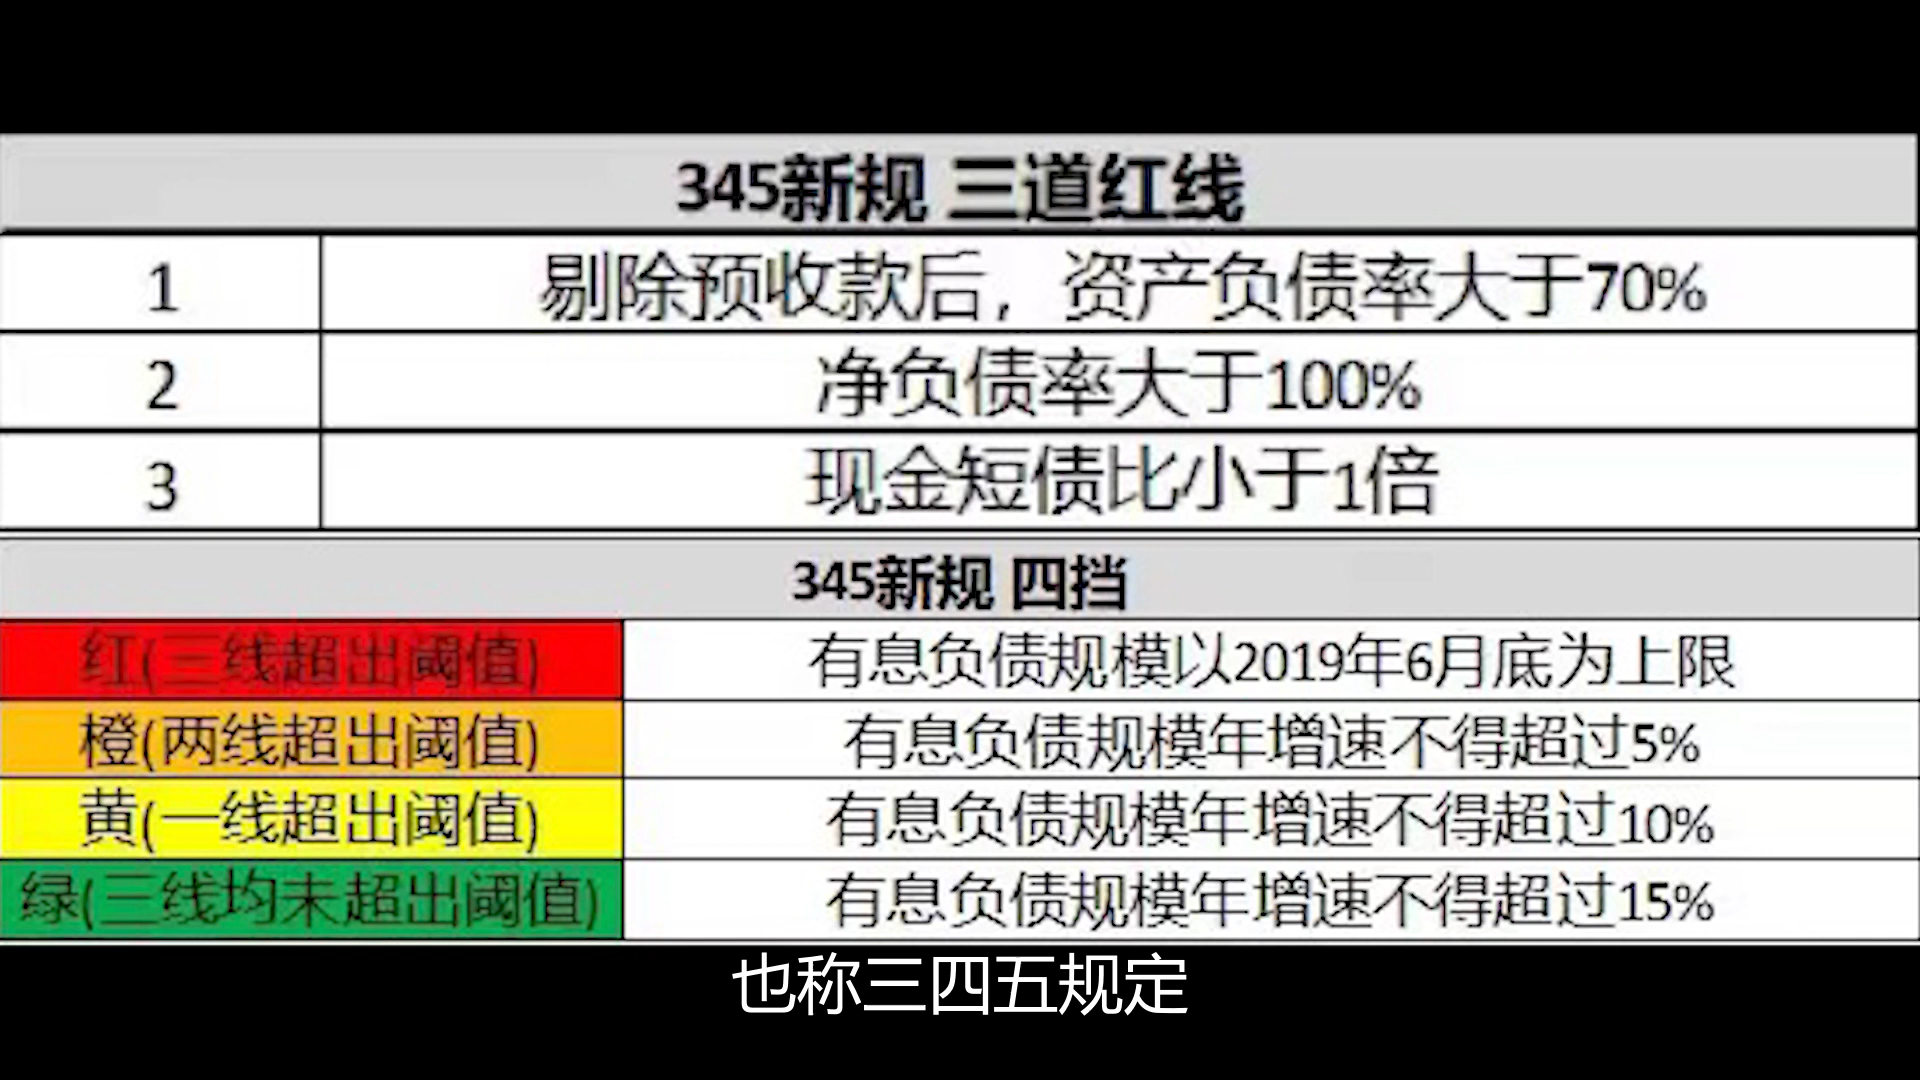 345新规 三道红线
1 剔除预收款后，资产负债率大于70%
2 净负债率大于100%
3 现金短债比小于1倍
345新规 四挡
红(三线超出阈值) 有息负债规模以2019年6月底为上限
橙(两线超出阈值) 有息负债规模年增速不得超过5%
黄(一线超出阈值) 有息负债规模年增速不得超过10%
绿(三线均未超出阈值) 有息负债规模年增速不得超过15%
也称三四五规定